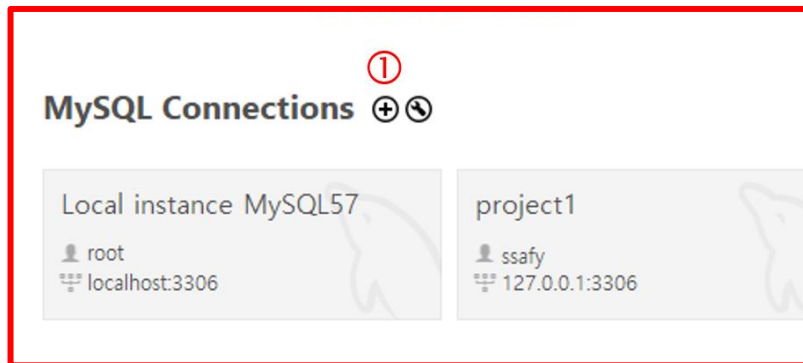 ①
MySQL Connections
Local instance MySQL57
root
localhost:3306
project1
ssafy
127.0.0.1:3306